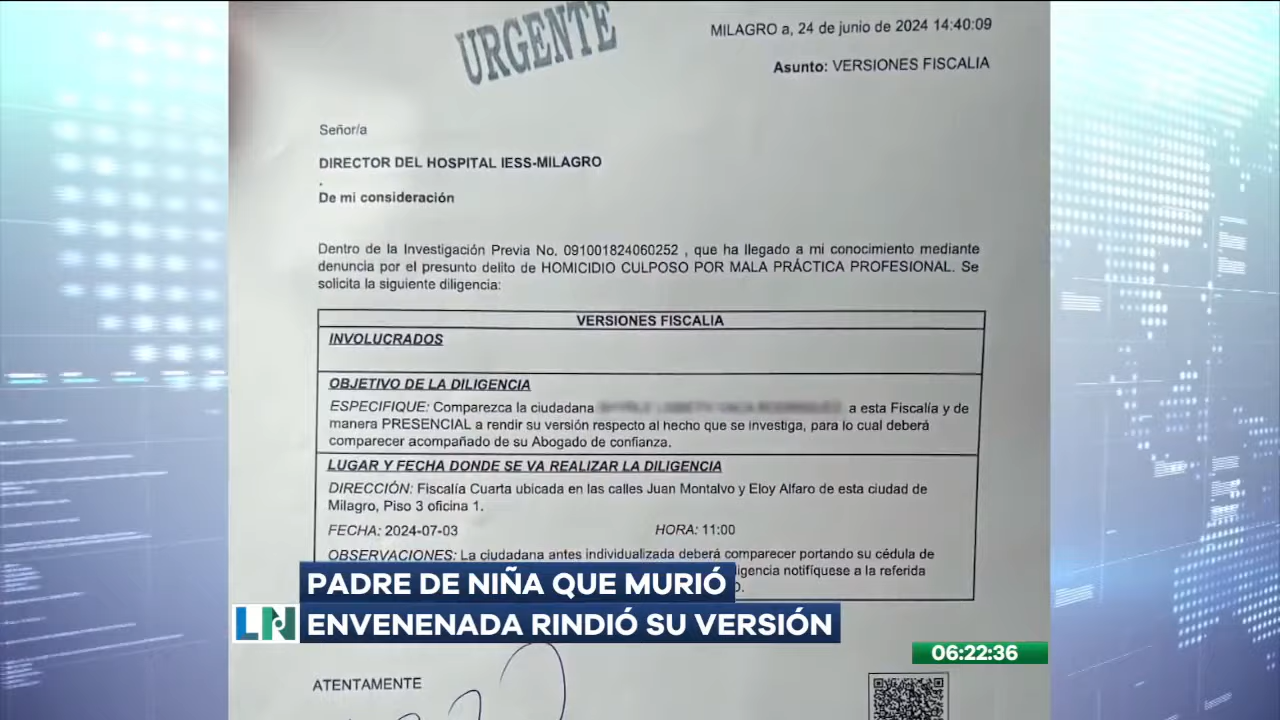 URGENTE
MILAGRO a, 24 de junio de 2024 14:40:09
Asunto: VERSIONES FISCALIA
Señor/a
DIRECTOR DEL HOSPITAL IESS-MILAGRO
.
De mi consideración
Dentro de la Investigación Previa No. 091001824060252 , que ha llegado a mi conocimiento mediante
denuncia por el presunto delito de HOMICIDIO CULPOSO POR MALA PRÁCTICA PROFESIONAL. Se
solicita la siguiente diligencia:
VERSIONES FISCALIA
INVOLUCRADOS
OBJETIVO DE LA DILIGENCIA
ESPECIFIQUE: Comparezca la ciudadana a esta Fiscalía y de
manera PRESENCIAL a rendir su versión respecto al hecho que se investiga, para lo cual deberá
comparecer acompañado de su Abogado de confianza.
LUGAR Y FECHA DONDE SE VA REALIZAR LA DILIGENCIA
DIRECCIÓN: Fiscalía Cuarta ubicada en las calles Juan Montalvo y Eloy Alfaro de esta ciudad de
Milagro, Piso 3 oficina 1.
FECHA: 2024-07-03 HORA: 11:00
OBSERVACIONES: La ciudadana antes individualizada deberá comparecer portando su cédula de
notifíquese a la referida
PADRE DE NIÑA QUE MURIÓ
LN ENVENENADA RINDIÓ SU VERSIÓN
06:22:36
ATENTAMENTE